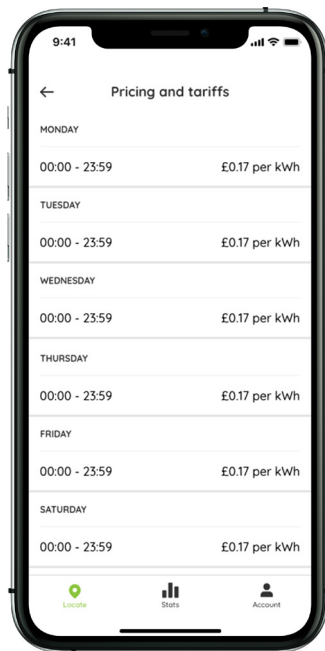 9:41
Pricing and tariffs
MONDAY
00:00 - 23:59 £0.17 per kWh
TUESDAY
00:00 - 23:59 £0.17 per kWh
WEDNESDAY
00:00 - 23:59 £0.17 per kWh
THURSDAY
00:00 - 23:59 £0.17 per kWh
FRIDAY
00:00 - 23:59 £0.17 per kWh
SATURDAY
00:00 - 23:59 £0.17 per kWh
Locate Stats Account